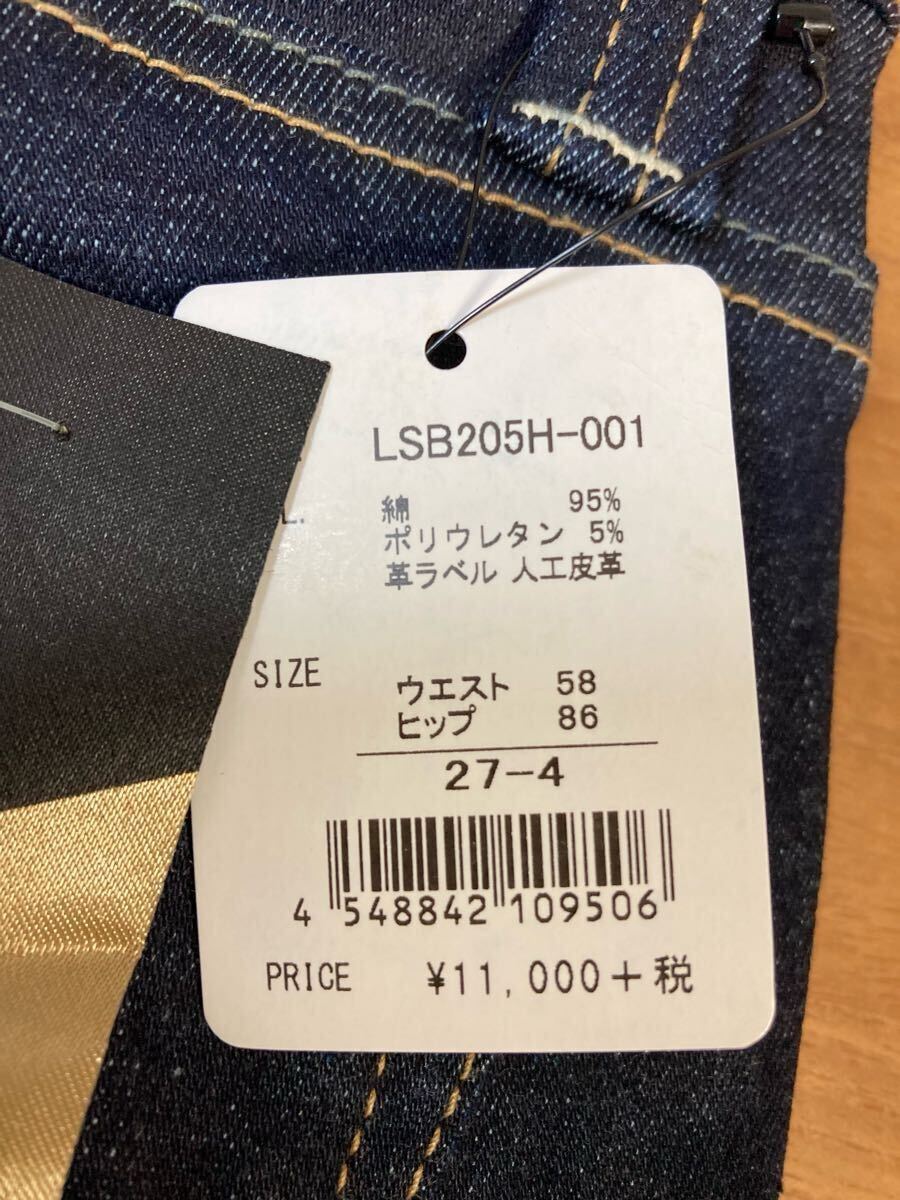 LSB205H-001
綿 95%
ポリウレタン 5%
革ラベル 人工皮革
L.
SIZE
ウエスト 58
ヒップ 86
27-4
4 548842 109506
PRICE ¥11,000+税